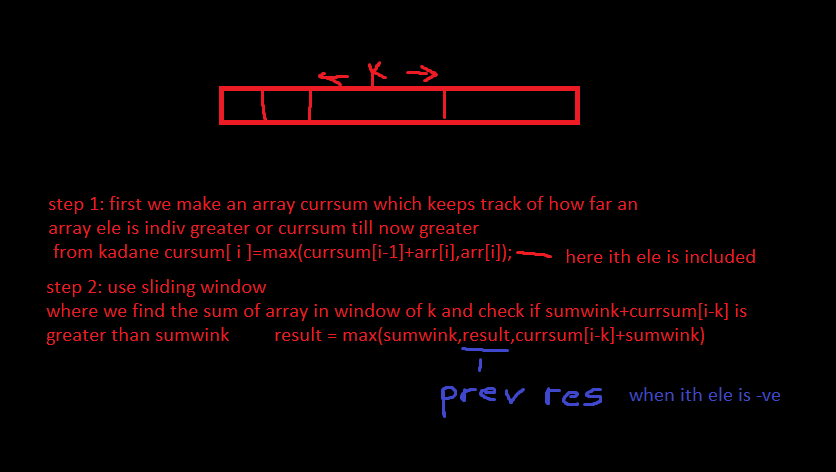 K
step 1: first we make an array currsum which keeps track of how far an
array ele is indiv greater or currsum till now greater
from kadane cursum[ i ]=max(currsum[i-1]+arr[i],arr[i]); here ith ele is included
step 2: use sliding window
where we find the sum of array in window of k and check if sumwink+currsum[i-k] is
greater than sumwink result = max(sumwink,result,currsum[i-k]+sumwink)
prev res when ith ele is -ve